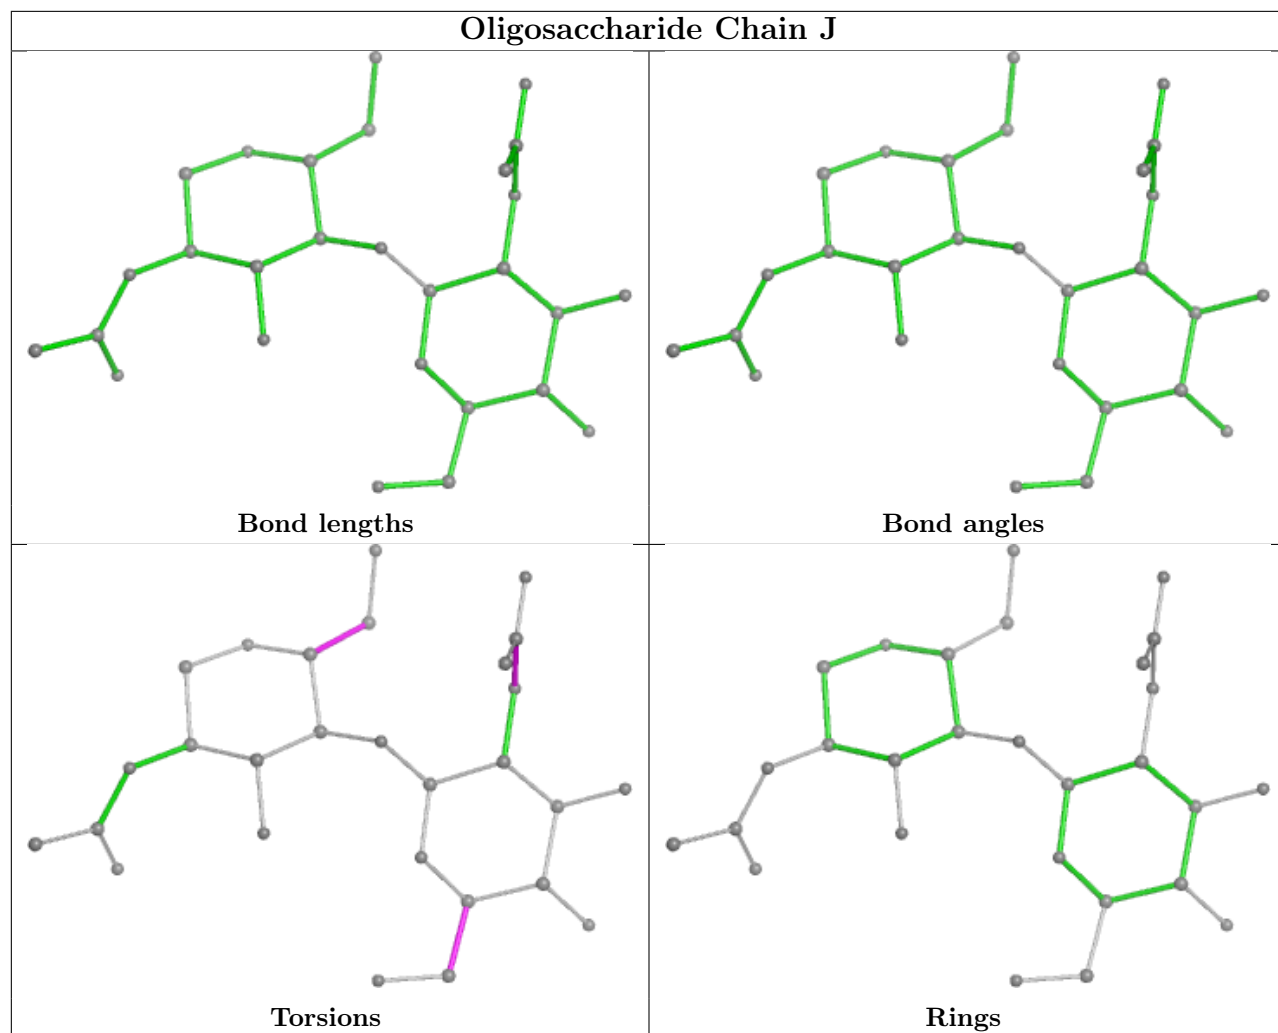 Oligosaccharide Chain J
Bond lengths
Bond angles
Torsions
Rings